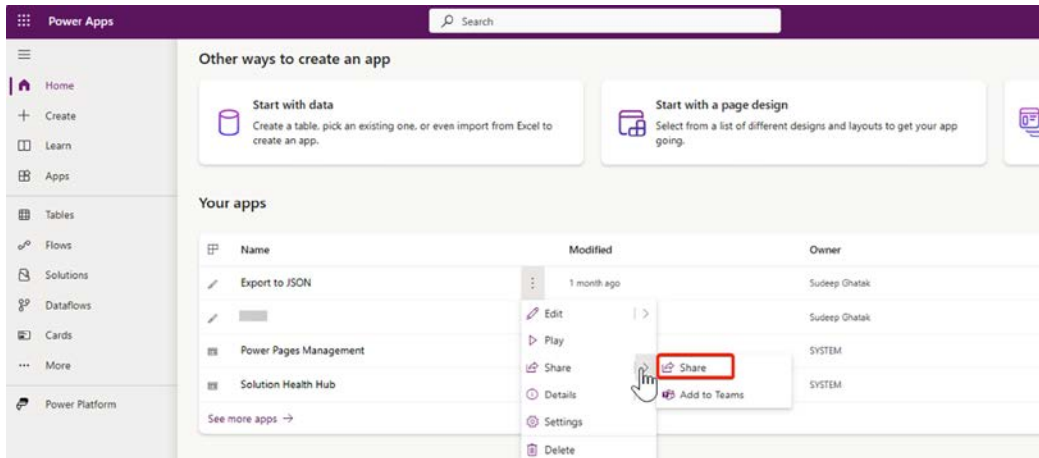 Power Apps
Search
Home
Create
Learn
Apps
Tables
Flows
Solutions
Dataflows
Cards
More
Power Platform
Other ways to create an app
Start with data
Create a table, pick an existing one, or even import from Excel to
create an app.
Start with a page design
Select from a list of different designs and layouts to get your app
going.
Your apps
Name Modified Owner
Export to JSON 1 month ago Sudeep Ghatak
Sudeep Ghatak
Power Pages Management SYSTEM
Solution Health Hub SYSTEM
See more apps →
Edit
Play
Share
Details
Settings
Delete
Share
Add to Teams